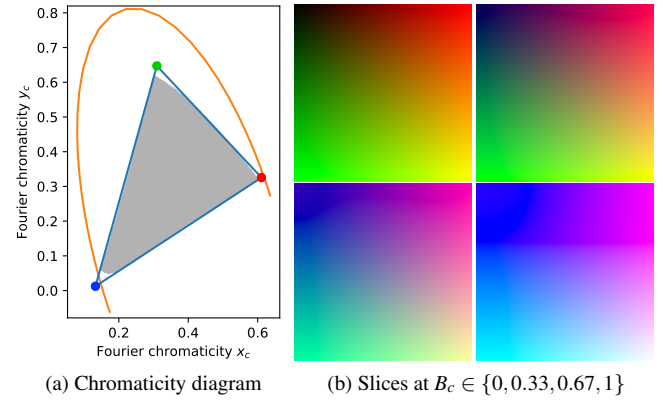 0.8
0.7
0.6
0.5
0.4
0.3
0.2
0.1
0.0
Fourier chromaticity y_c
0.2 0.4 0.6
Fourier chromaticity x_c
(a) Chromaticity diagram
(b) Slices at B_c ∈ {0, 0.33, 0.67, 1}